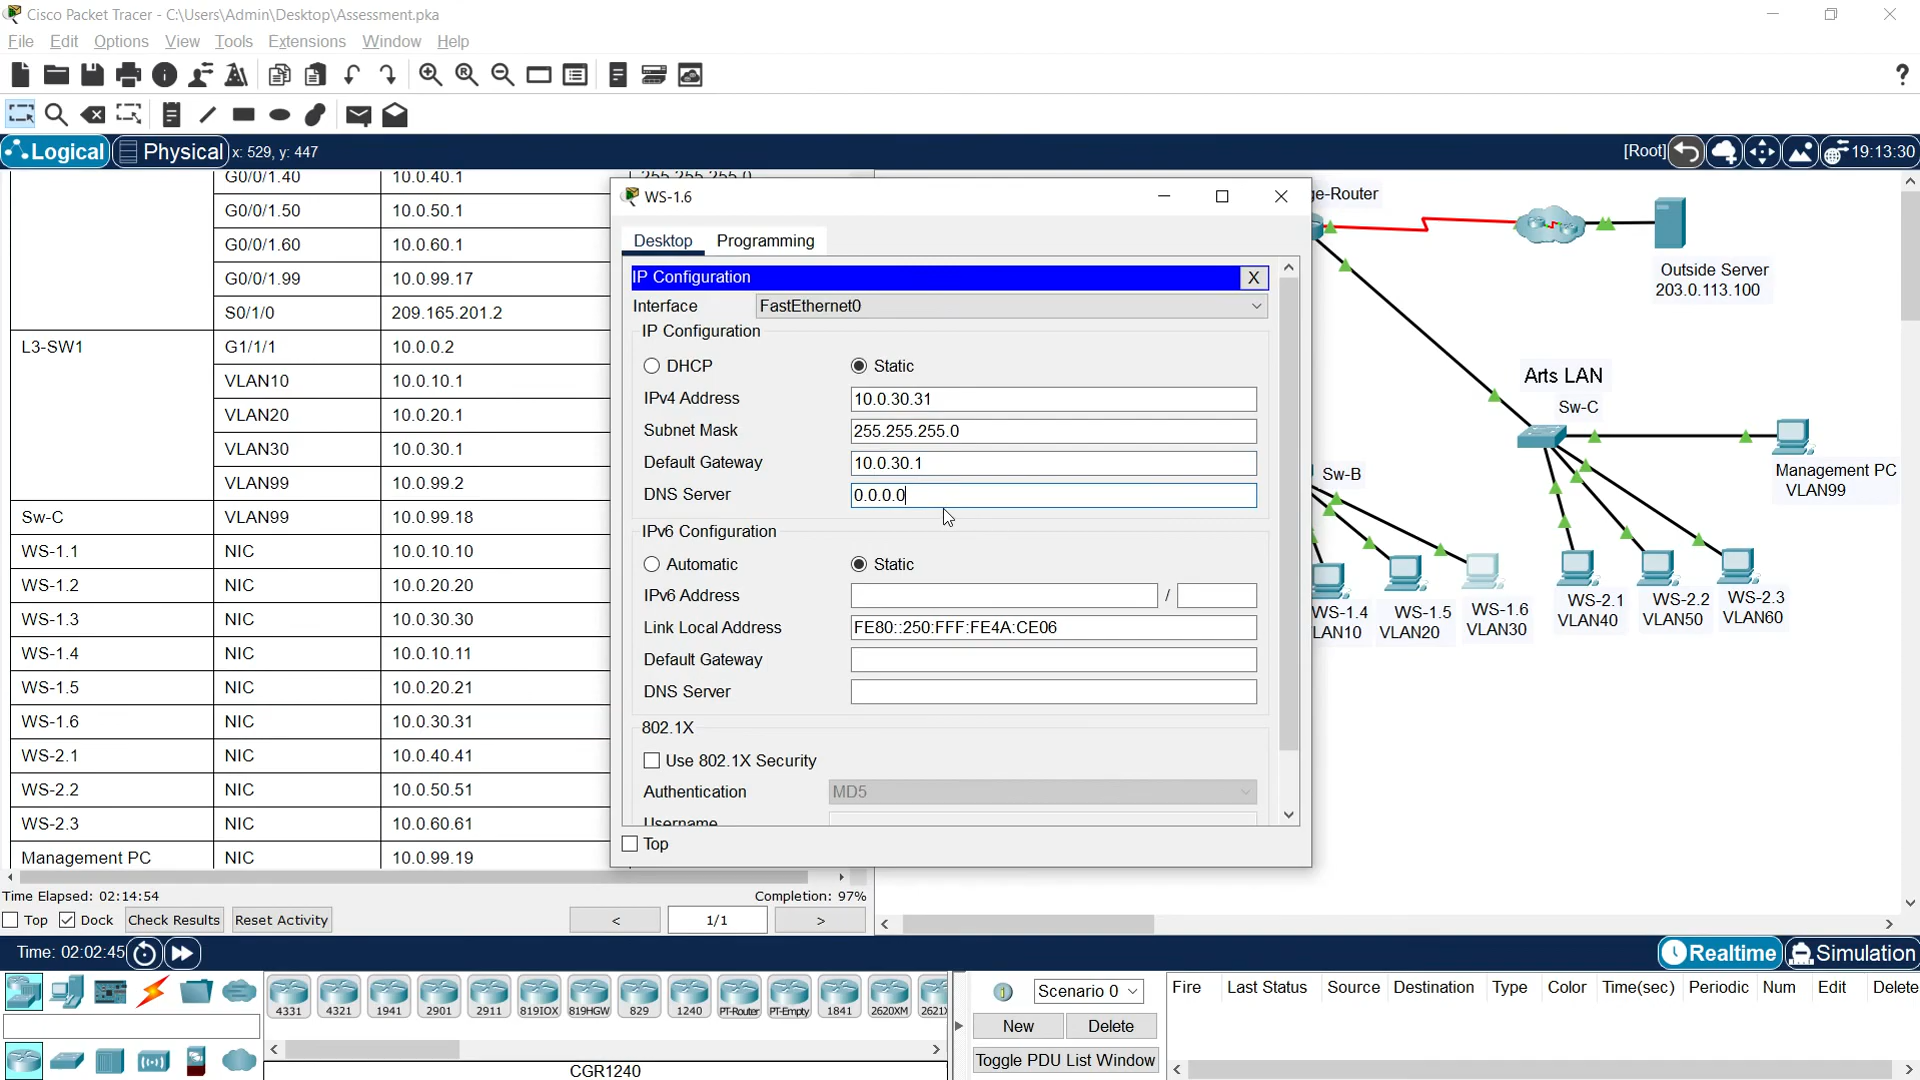 Cisco Packet Tracer - C:\Users\Admin\Desktop\Assessment.pka
File Edit Options View Tools Extensions Window Help
?
Logical Physical x: 529, y: 447
[Root] 19:13:30
G0/0/1.40 10.0.40.1 255.255.255.0
G0/0/1.50 10.0.50.1
G0/0/1.60 10.0.60.1
G0/0/1.99 10.0.99.17
S0/1/0 209.165.201.2
L3-SW1 G1/1/1 10.0.0.2
VLAN10 10.0.10.1
VLAN20 10.0.20.1
VLAN30 10.0.30.1
VLAN99 10.0.99.2
Sw-C VLAN99 10.0.99.18
WS-1.1 NIC 10.0.10.10
WS-1.2 NIC 10.0.20.20
WS-1.3 NIC 10.0.30.30
WS-1.4 NIC 10.0.10.11
WS-1.5 NIC 10.0.20.21
WS-1.6 NIC 10.0.30.31
WS-2.1 NIC 10.0.40.41
WS-2.2 NIC 10.0.50.51
WS-2.3 NIC 10.0.60.61
Management PC NIC 10.0.99.19
Time Elapsed: 02:14:54 Completion: 97%
Top Dock Check Results Reset Activity < 1/1 >
WS-1.6
Desktop Programming
IP Configuration X
Interface FastEthernet0
IP Configuration
DHCP Static
IPv4 Address 10.0.30.31
Subnet Mask 255.255.255.0
Default Gateway 10.0.30.1
DNS Server 0.0.0.0
IPv6 Configuration
Automatic Static
IPv6 Address /
Link Local Address FE80::250:FFF:FE4A:CE06
Default Gateway
DNS Server
802.1X
Use 802.1X Security
Authentication MD5
Username
Top
ge-Router
Outside Server
203.0.113.100
Arts LAN
Sw-C
Sw-B
Management PC
VLAN99
WS-1.4
LAN10
WS-1.5
VLAN20
WS-1.6
VLAN30
WS-2.1
VLAN40
WS-2.2
VLAN50
WS-2.3
VLAN60
Time: 02:02:45
Realtime Simulation
4331 4321 1941 2901 2911 819IOX 819HGW 829 1240 PT-Router PT-Empty 1841 2620XM 2621X
CGR1240
Scenario 0
New Delete
Toggle PDU List Window
Fire Last Status Source Destination Type Color Time(sec) Periodic Num Edit Delete